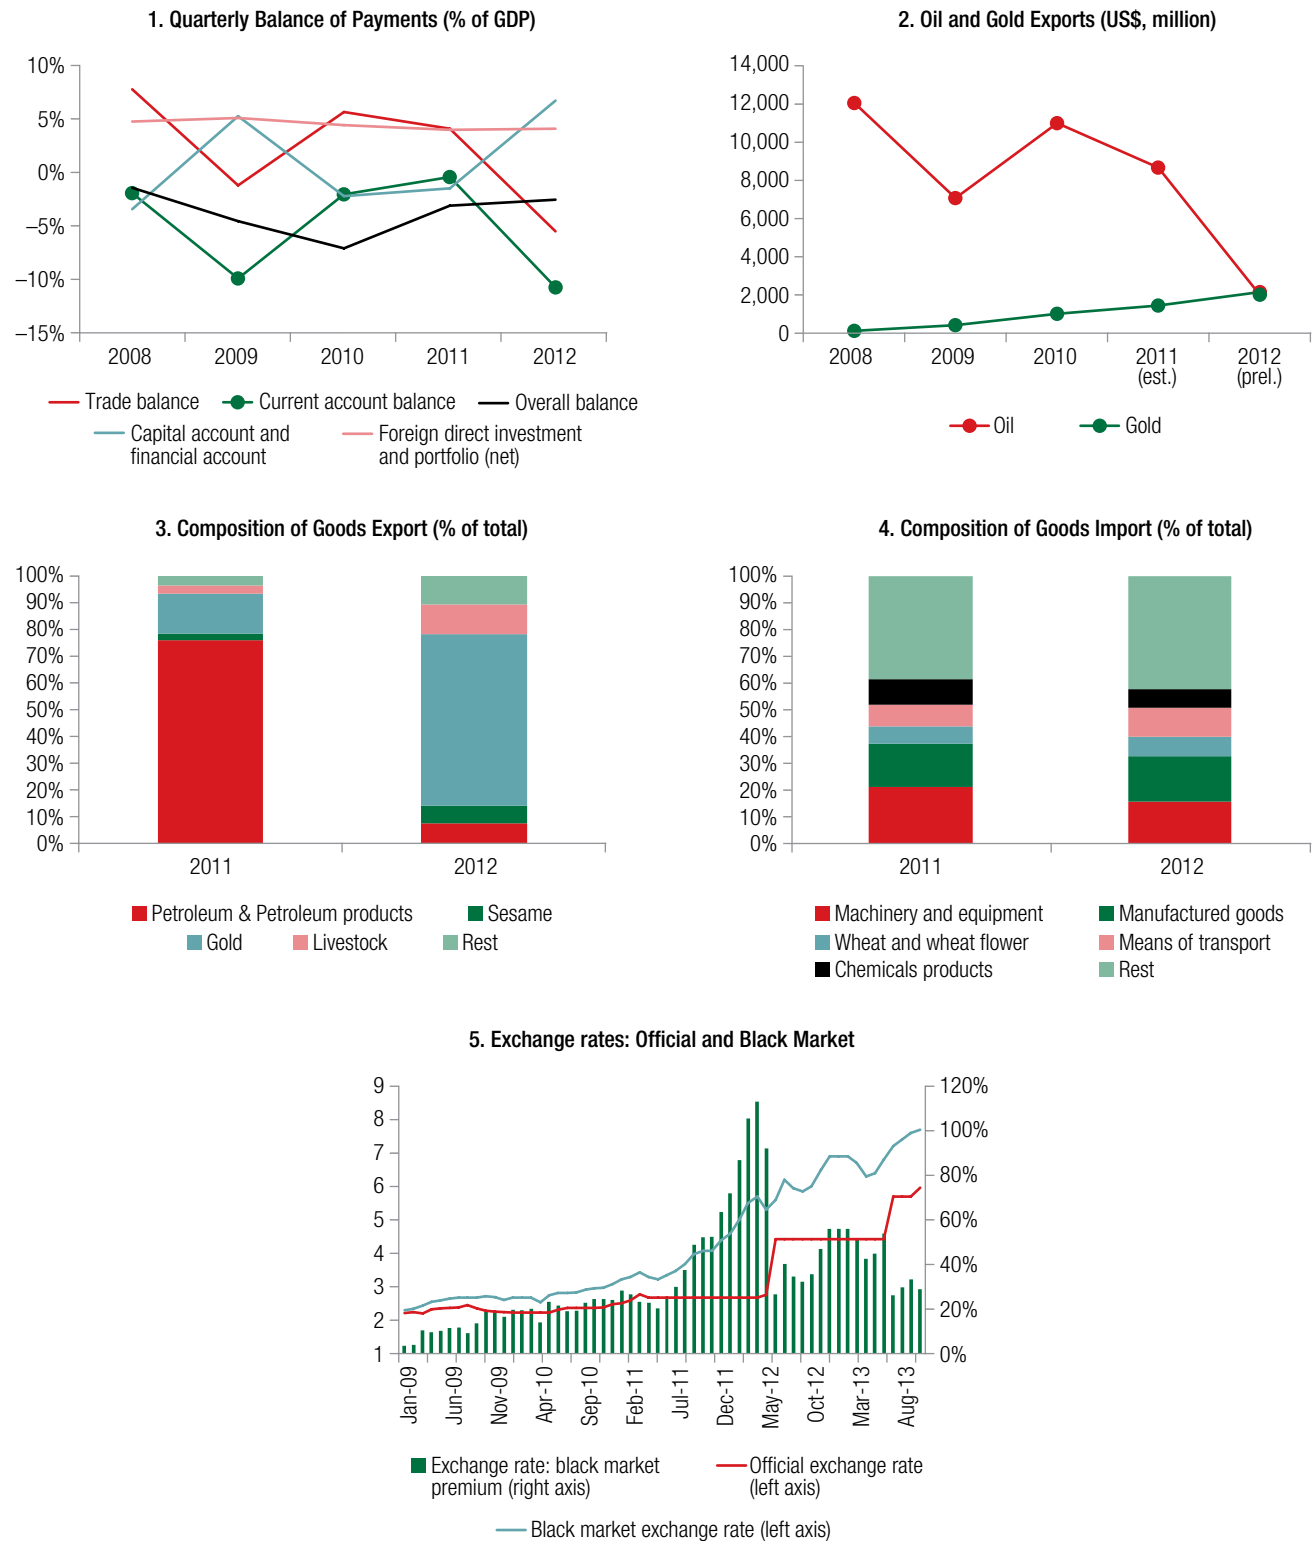 1. Quarterly Balance of Payments (% of GDP)
10%
5%
0%
–5%
–10%
–15%
2008 2009 2010 2011 2012
Trade balance Current account balance Overall balance
Capital account and financial account
Foreign direct investment and portfolio (net)
2. Oil and Gold Exports (US$, million)
14,000
12,000
10,000
8,000
6,000
4,000
2,000
0
2008 2009 2010 2011 (est.) 2012 (prel.)
Oil Gold
3. Composition of Goods Export (% of total)
100%
90%
80%
70%
60%
50%
40%
30%
20%
10%
0%
2011 2012
Petroleum & Petroleum products Sesame
Gold Livestock Rest
4. Composition of Goods Import (% of total)
100%
90%
80%
70%
60%
50%
40%
30%
20%
10%
0%
2011 2012
Machinery and equipment Manufactured goods
Wheat and wheat flower Means of transport
Chemicals products Rest
5. Exchange rates: Official and Black Market
9
8
7
6
5
4
3
2
1
120%
100%
80%
60%
40%
20%
0%
Jan-09 Jun-09 Nov-09 Apr-10 Sep-10 Feb-11 Jul-11 Dec-11 May-12 Oct-12 Mar-13 Aug-13
Exchange rate: black market premium (right axis)
Official exchange rate (left axis)
Black market exchange rate (left axis)